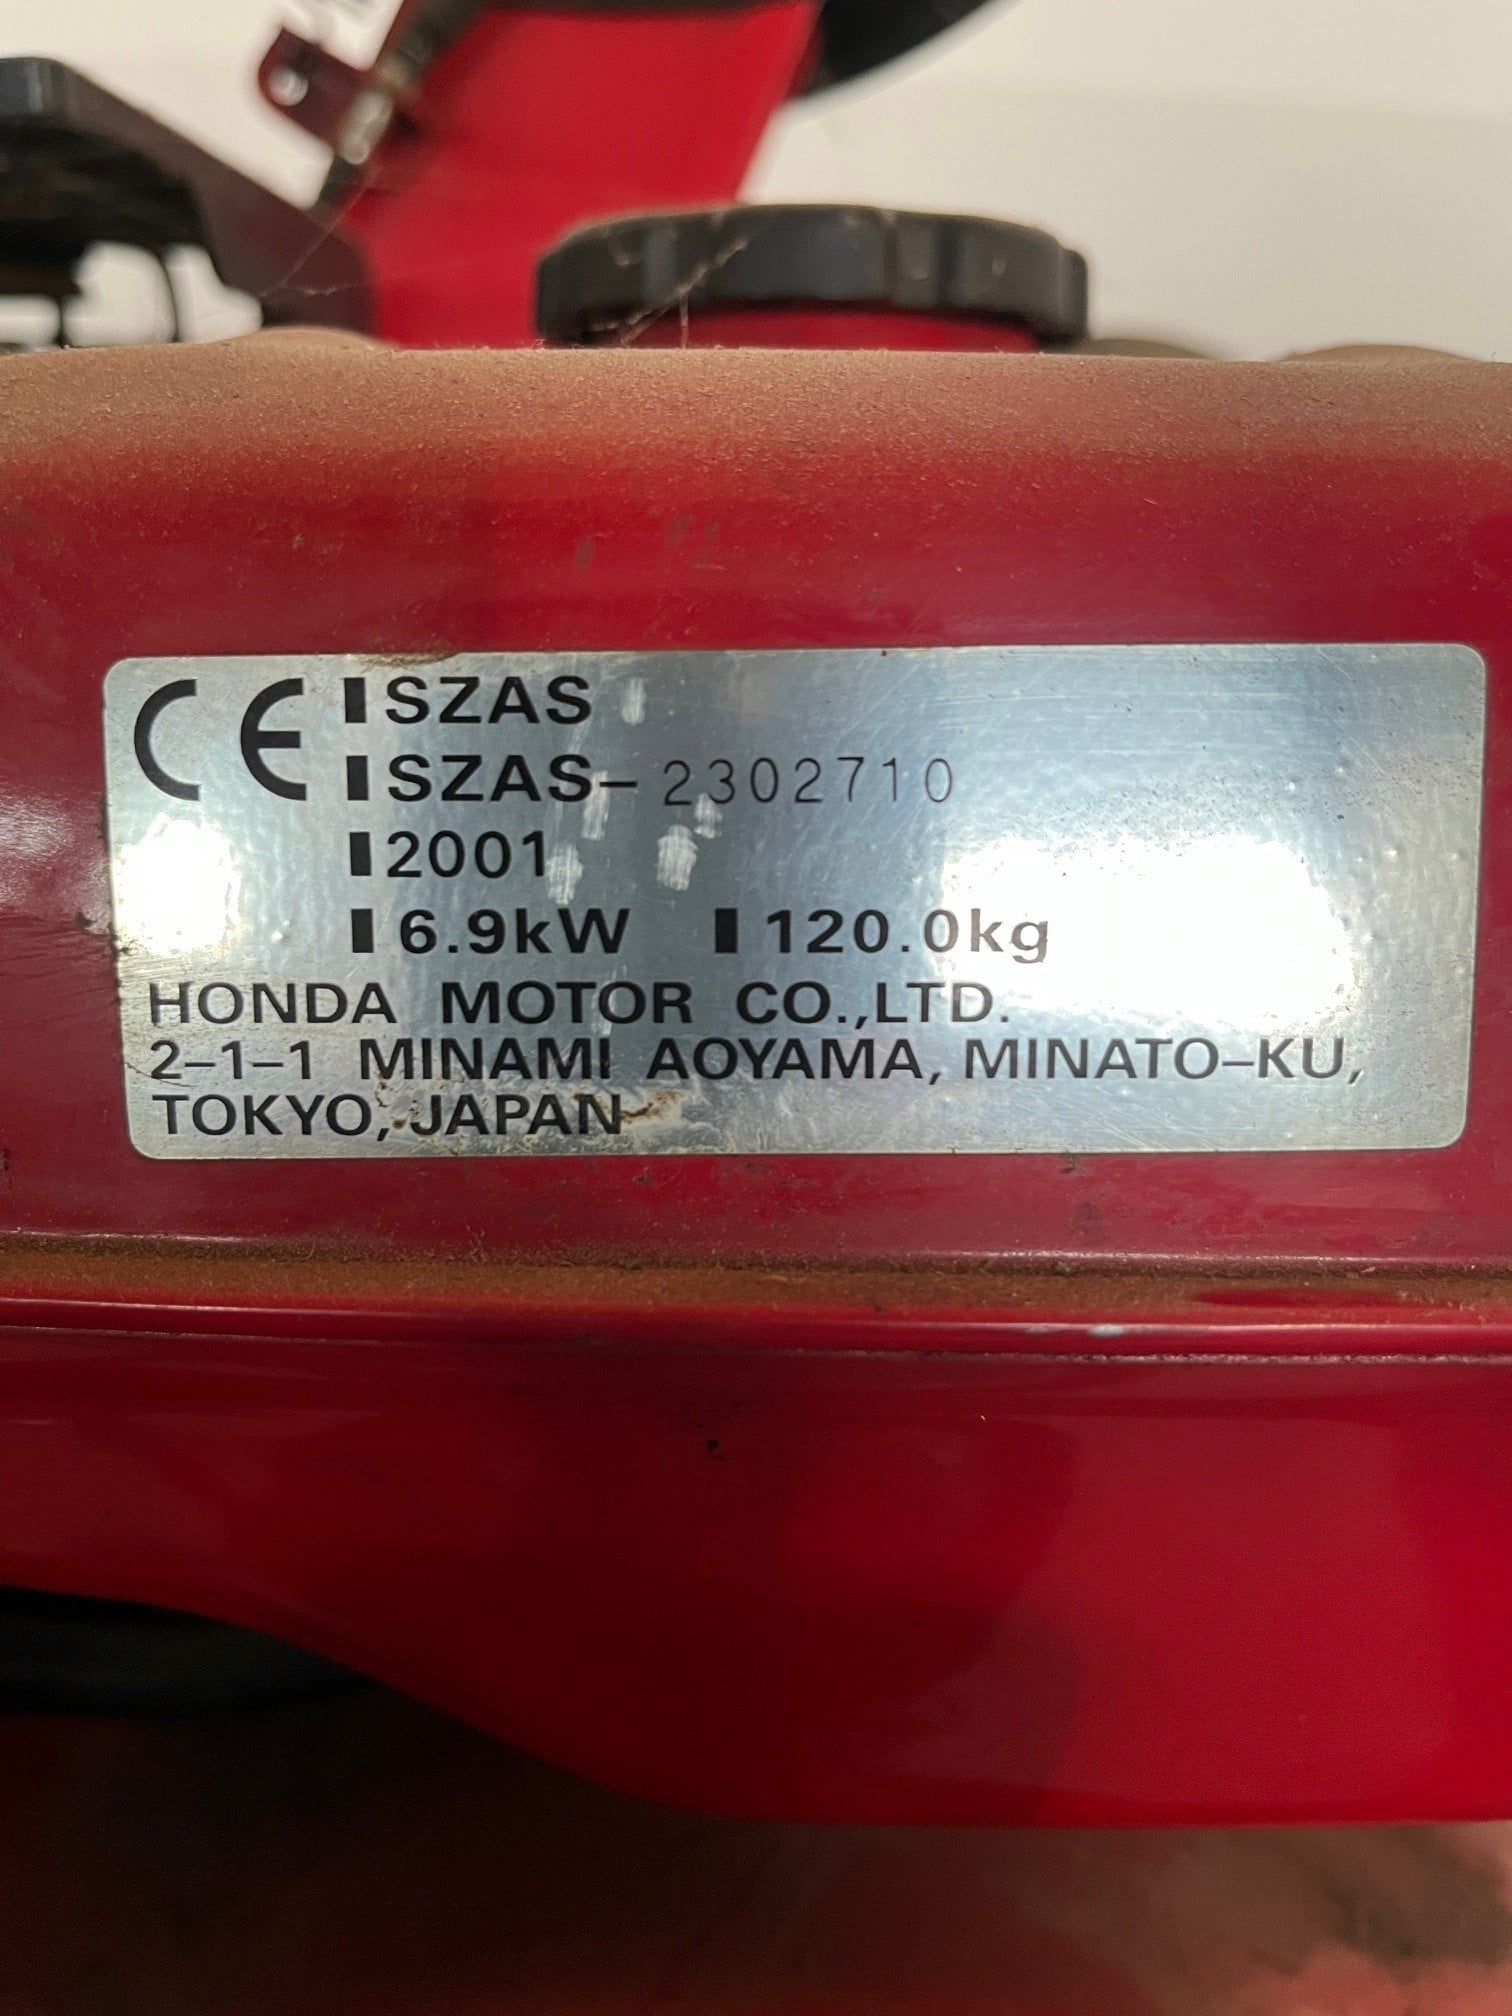 CE SZAS
SZAS-2302710
2001
6.9kW 120.0kg
HONDA MOTOR CO.,LTD.
2-1-1 MINAMI AOYAMA, MINATO-KU,
TOKYO, JAPAN